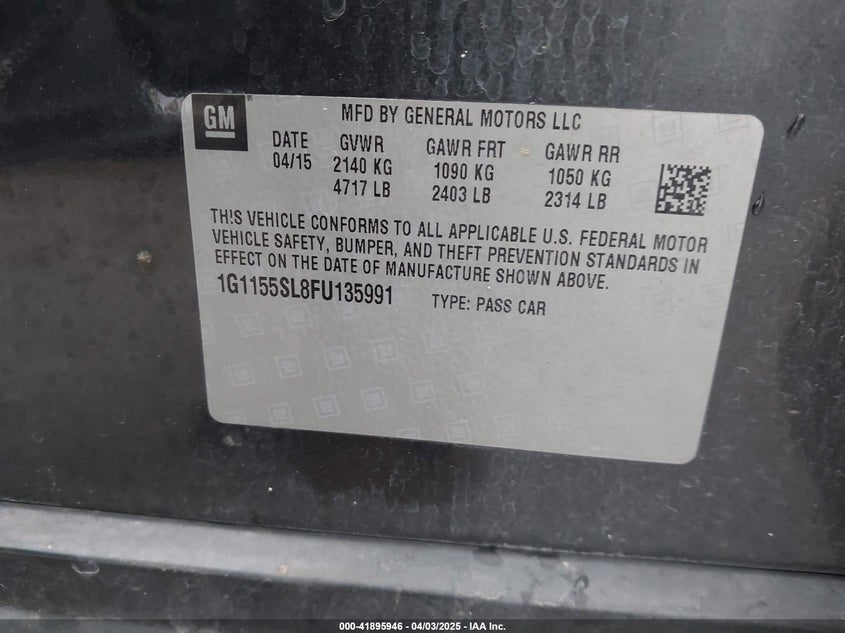 GM ®
MFD BY GENERAL MOTORS LLC
DATE GVWR GAWR FRT GAWR RR
04/15 2140 KG 1090 KG 1050 KG
4717 LB 2403 LB 2314 LB
THIS VEHICLE CONFORMS TO ALL APPLICABLE U.S. FEDERAL MOTOR
VEHICLE SAFETY, BUMPER, AND THEFT PREVENTION STANDARDS IN
EFFECT ON THE DATE OF MANUFACTURE SHOWN ABOVE.
1G1155SL8FU135991 TYPE: PASS CAR
000-41895946 - 04/03/2025 - IAA Inc.